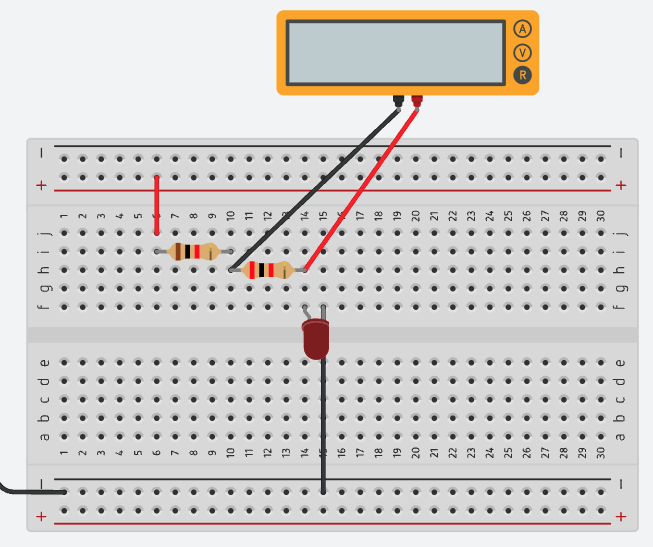 A
V
R
− −
+ +
1 2 3 4 5 6 7 8 9 10 11 12 13 14 15 16 17 18 19 20 21 22 23 24 25 26 27 28 29 30
j j
i i
h h
g g
f f
e e
d d
c c
b b
a a
1 2 3 4 5 6 7 8 9 10 11 12 13 14 15 16 17 18 19 20 21 22 23 24 25 26 27 28 29 30
− −
+ +